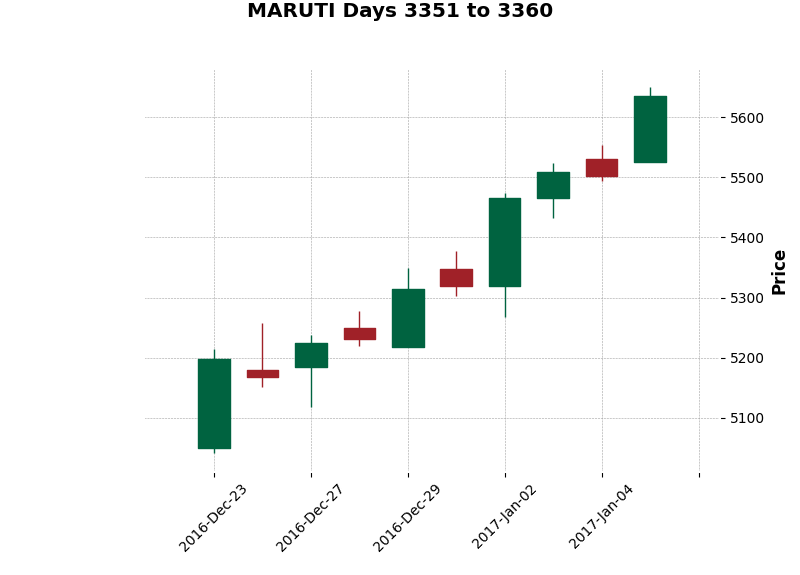 MARUTI Days 3351 to 3360
5600
5500
5400
5300
5200
5100
Price
2016-Dec-23
2016-Dec-27
2016-Dec-29
2017-Jan-02
2017-Jan-04